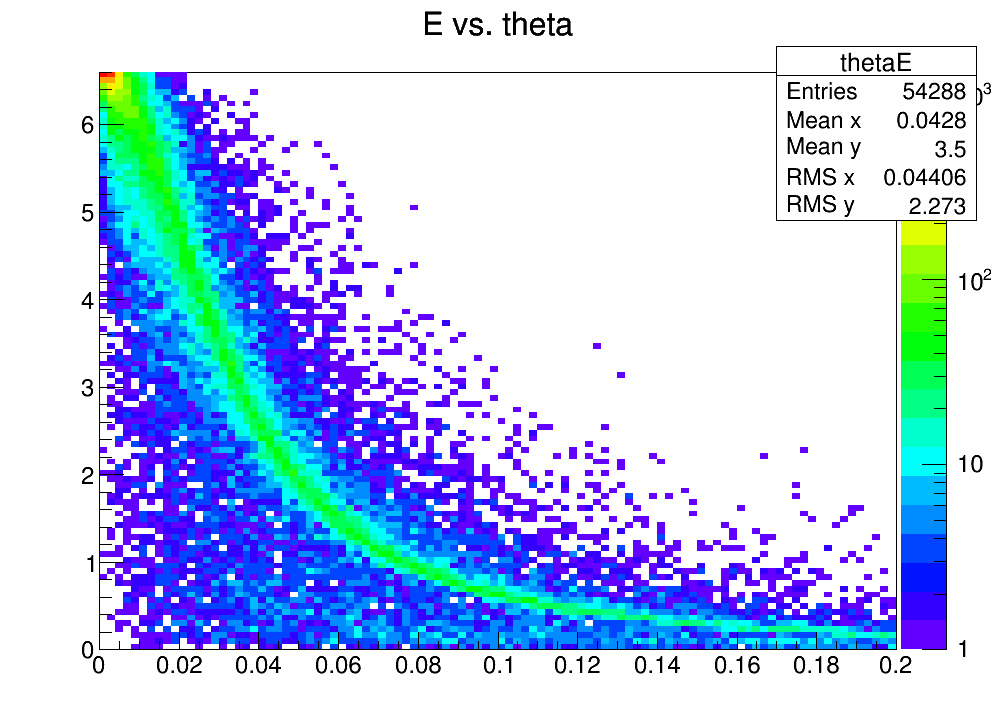 E vs. theta
thetaE
Entries 54288
Mean x 0.0428
Mean y 3.5
RMS x 0.04406
RMS y 2.273
6
5
4
3
2
1
0
0 0.02 0.04 0.06 0.08 0.1 0.12 0.14 0.16 0.18 0.2
10²
10
1